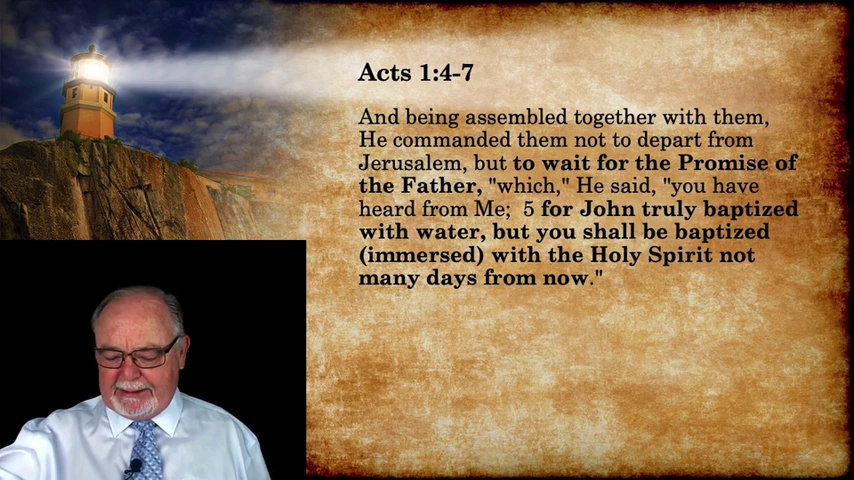 Acts 1:4-7
And being assembled together with them,
He commanded them not to depart from
Jerusalem, but to wait for the Promise of
the Father, "which," He said, "you have
heard from Me;  5 for John truly baptized
with water, but you shall be baptized
(immersed) with the Holy Spirit not
many days from now."